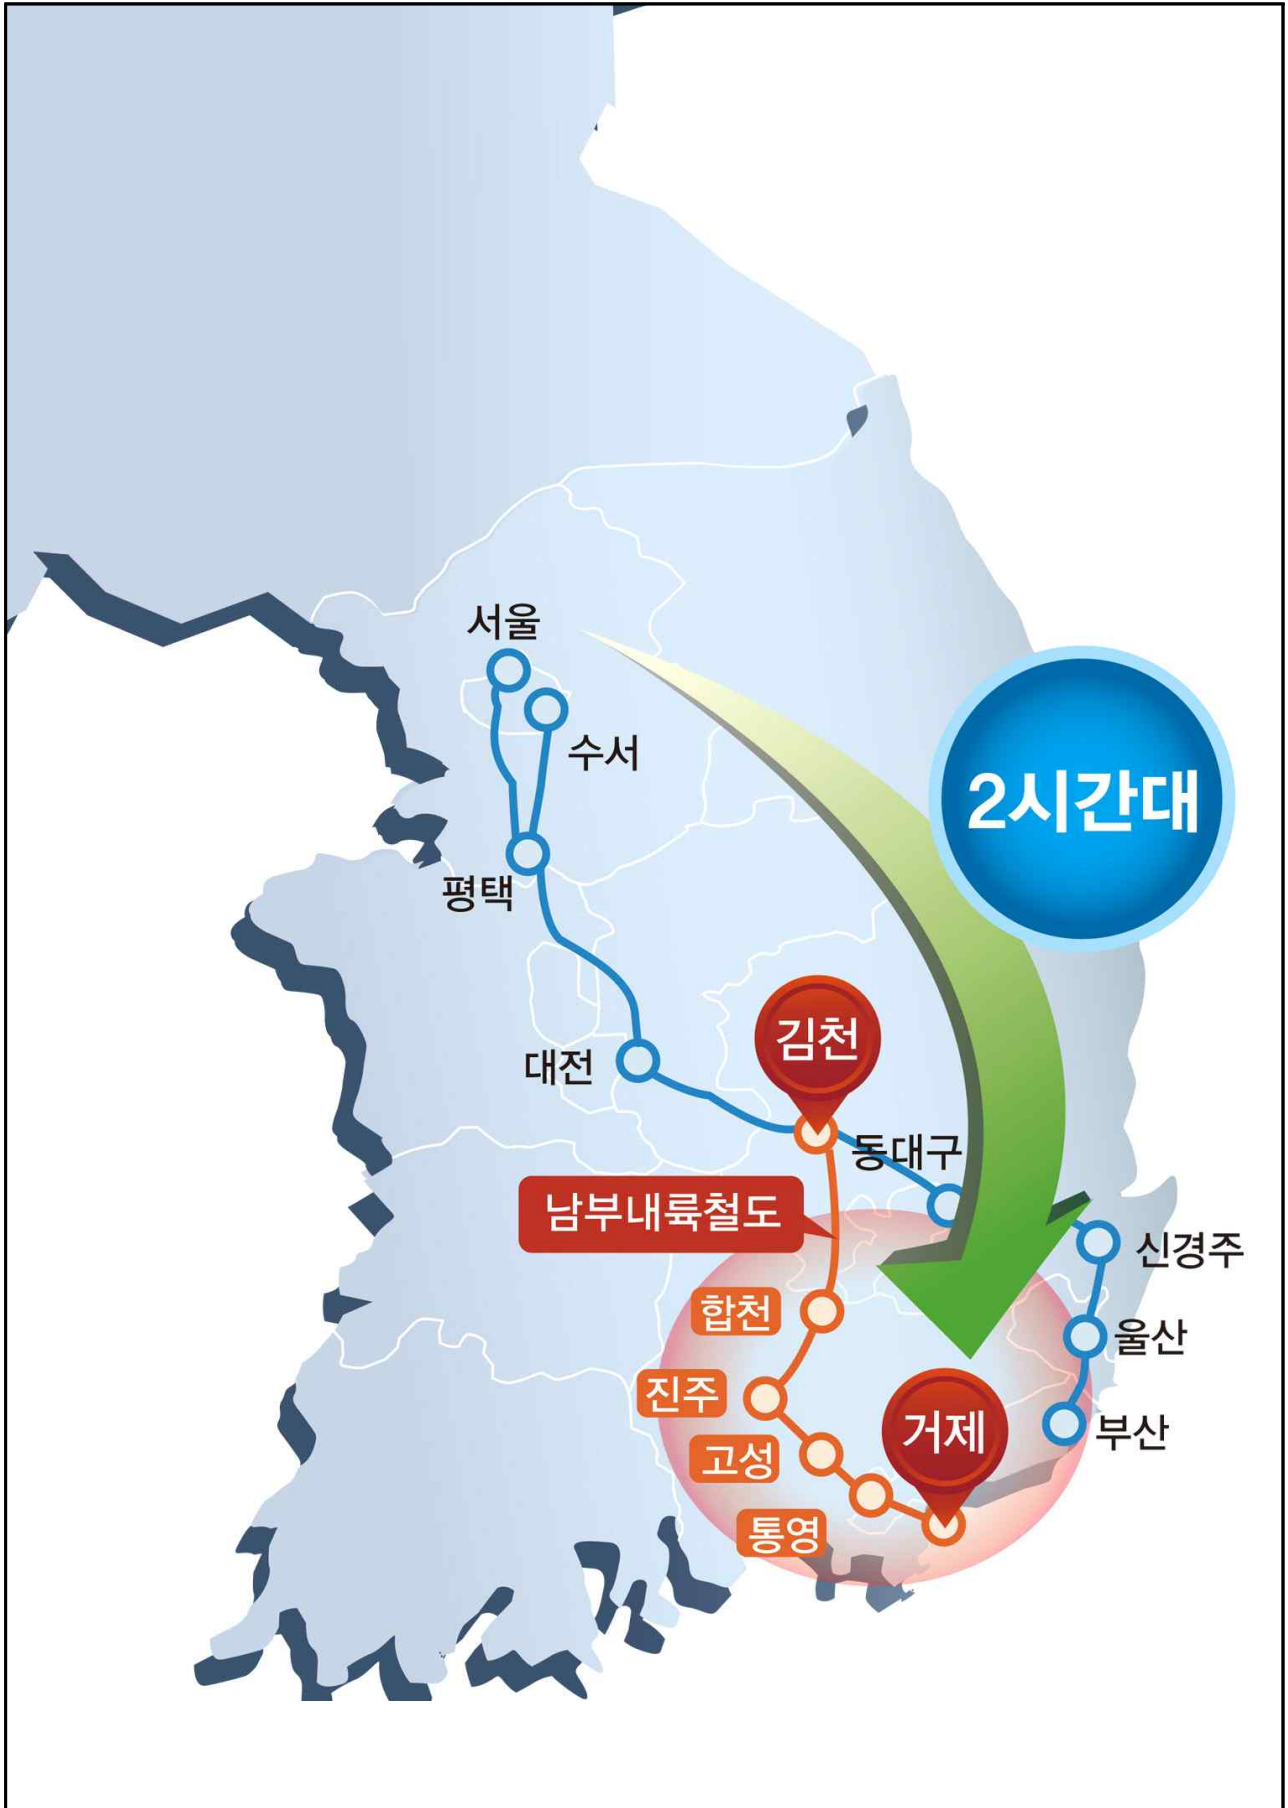 서울
수서
2시간대
평택
김천
대전
동대구
남부내륙철도
신경주
합천
울산
진주
거제
부산
고성
통영